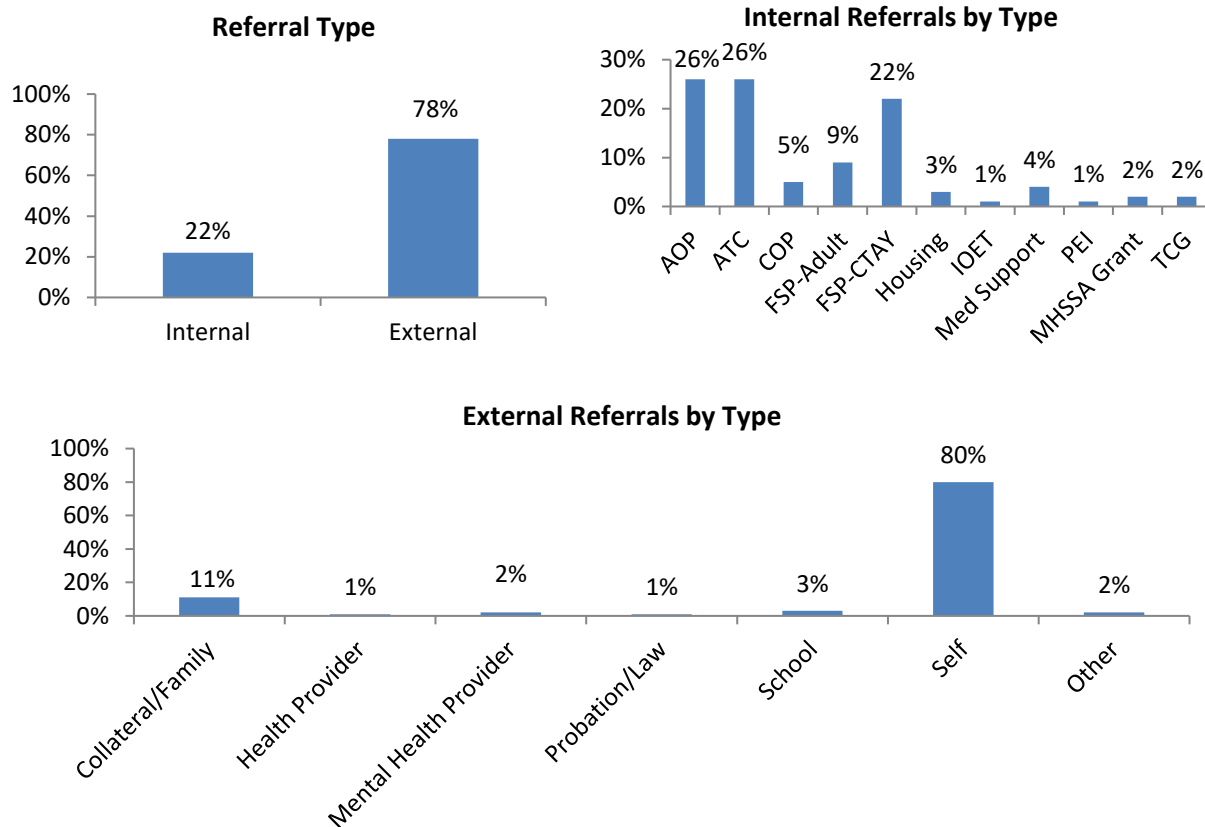 Referral Type
100%
80%
60%
40%
20%
0%
22%
78%
Internal
External
Internal Referrals by Type
30%
20%
10%
0%
26%
26%
5%
9%
22%
3%
1%
4%
1%
2%
2%
AOP
ATC
COP
FSP-Adult
FSP-CTAY
Housing
IOET
Med Support
PEI
MHSSA Grant
TCG
External Referrals by Type
100%
80%
60%
40%
20%
0%
11%
1%
2%
1%
3%
80%
2%
Collateral/Family
Health Provider
Mental Health Provider
Probation/Law
School
Self
Other